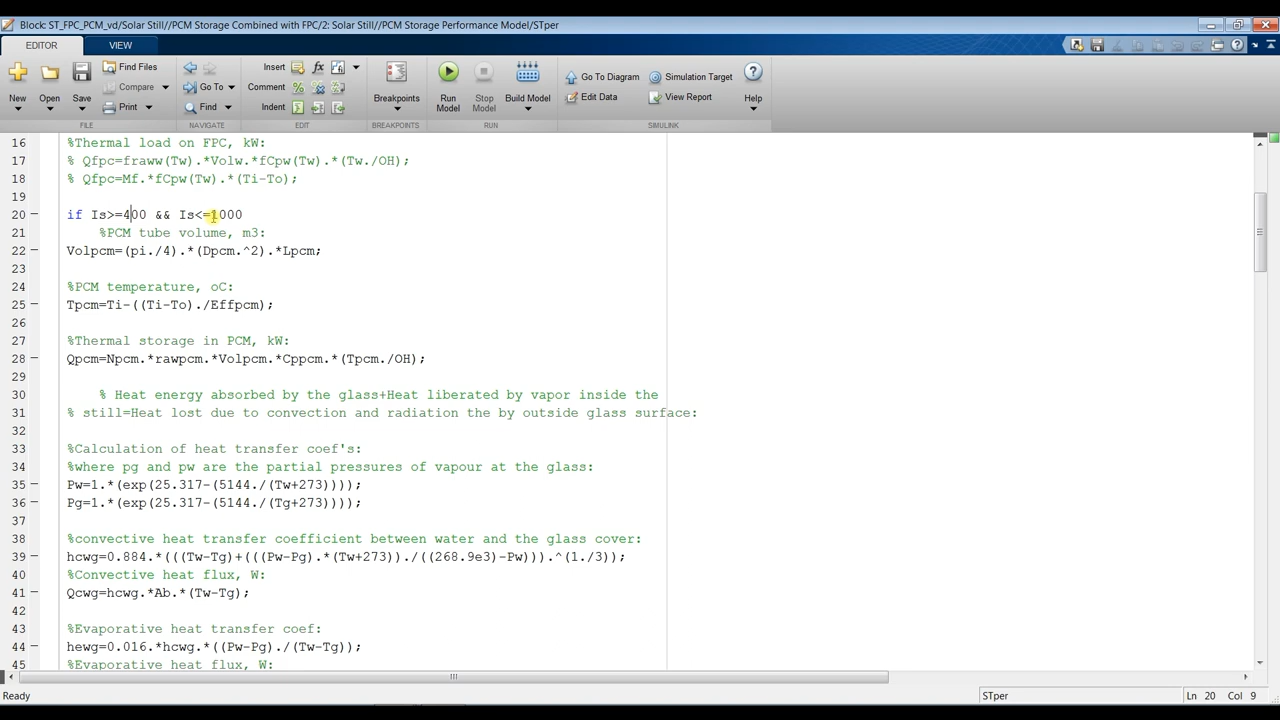 Block: ST_FPC_PCM_vd/Solar Still//PCM Storage Combined with FPC/2: Solar Still//PCM Storage Performance Model/STper
EDITOR VIEW
New Open Save Find Files Compare Print
Go To Find
Insert Comment Indent
Breakpoints
Run Model Stop Model Build Model
Go To Diagram Simulation Target
Edit Data View Report
Help
FILE NAVIGATE EDIT BREAKPOINTS RUN SIMULINK
16 %Thermal load on FPC, kW:
17 % Qfpc=fraww(Tw).*Volw.*fCpw(Tw).*(Tw./OH);
18 % Qfpc=Mf.*fCpw(Tw).*(Ti-To);
19
20 if Is>=400 && Is<=1000
21 %PCM tube volume, m3:
22 Volpcm=(pi./4).*(Dpcm.^2).*Lpcm;
23
24 %PCM temperature, oC:
25 Tpcm=Ti-((Ti-To)./Effpcm);
26
27 %Thermal storage in PCM, kW:
28 Qpcm=Npcm.*rawpcm.*Volpcm.*Cppcm.*(Tpcm./OH);
29
30 % Heat energy absorbed by the glass+Heat liberated by vapor inside the
31 % still=Heat lost due to convection and radiation the by outside glass surface:
32
33 %Calculation of heat transfer coef's:
34 %where pg and pw are the partial pressures of vapour at the glass:
35 Pw=1.*(exp(25.317-(5144./(Tw+273))));
36 Pg=1.*(exp(25.317-(5144./(Tg+273))));
37
38 %convective heat transfer coefficient between water and the glass cover:
39 hcwg=0.884.*(((Tw-Tg)+(((Pw-Pg).*(Tw+273))./((268.9e3)-Pw))).^(1./3));
40 %Convective heat flux, W:
41 Qcwg=hcwg.*Ab.*(Tw-Tg);
42
43 %Evaporative heat transfer coef:
44 hewg=0.016.*hcwg.*((Pw-Pg)./(Tw-Tg));
45 %Evaporative heat flux, W:
Ready STper Ln 20 Col 9